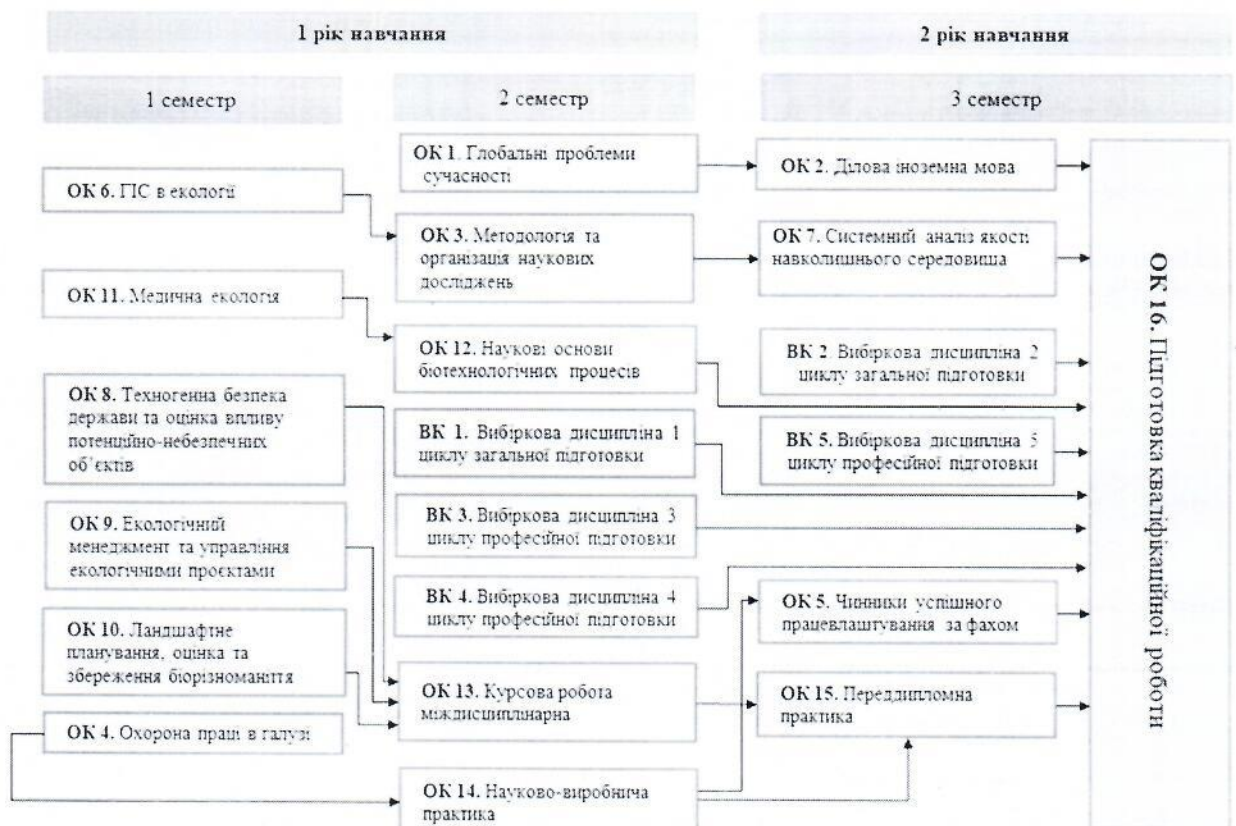 1 рік навчання
2 рік навчання
1 семестр
2 семестр
3 семестр
ОК 6. ГІС в екології
ОК 11. Медична екологія
ОК 8. Техногенна безпека
держави та оцінка впливу
потенційно-небезпечних
об’єктів
ОК 9. Екологічний
менеджмент та управління
екологічними проєктами
ОК 10. Ландшафтне
планування, оцінка та
збереження біорізноманіття
ОК 4. Охорона праці в галузі
ОК 1. Глобальні проблеми
сучасності
ОК 3. Методологія та
організація наукових
досліджень
ОК 12. Наукові основи
біотехнологічних процесів
ВК 1. Вибіркова дисципліна 1
циклу загальної підготовки
ВК 3. Вибіркова дисципліна 3
циклу професійної підготовки
ВК 4. Вибіркова дисципліна 4
циклу професійної підготовки
ОК 13. Курсова робота
міждисциплінарна
ОК 14. Науково-виробнича
практика
ОК 2. Ділова іноземна мова
ОК 7. Системний аналіз якості
навколишнього середовища
ВК 2. Вибіркова дисципліна 2
циклу загальної підготовки
ВК 5. Вибіркова дисципліна 5
циклу професійної підготовки
ОК 5. Чинники успішного
працевлаштування за фахом
ОК 15. Переддипломна
практика
ОК 16. Підготовка кваліфікаційної роботи